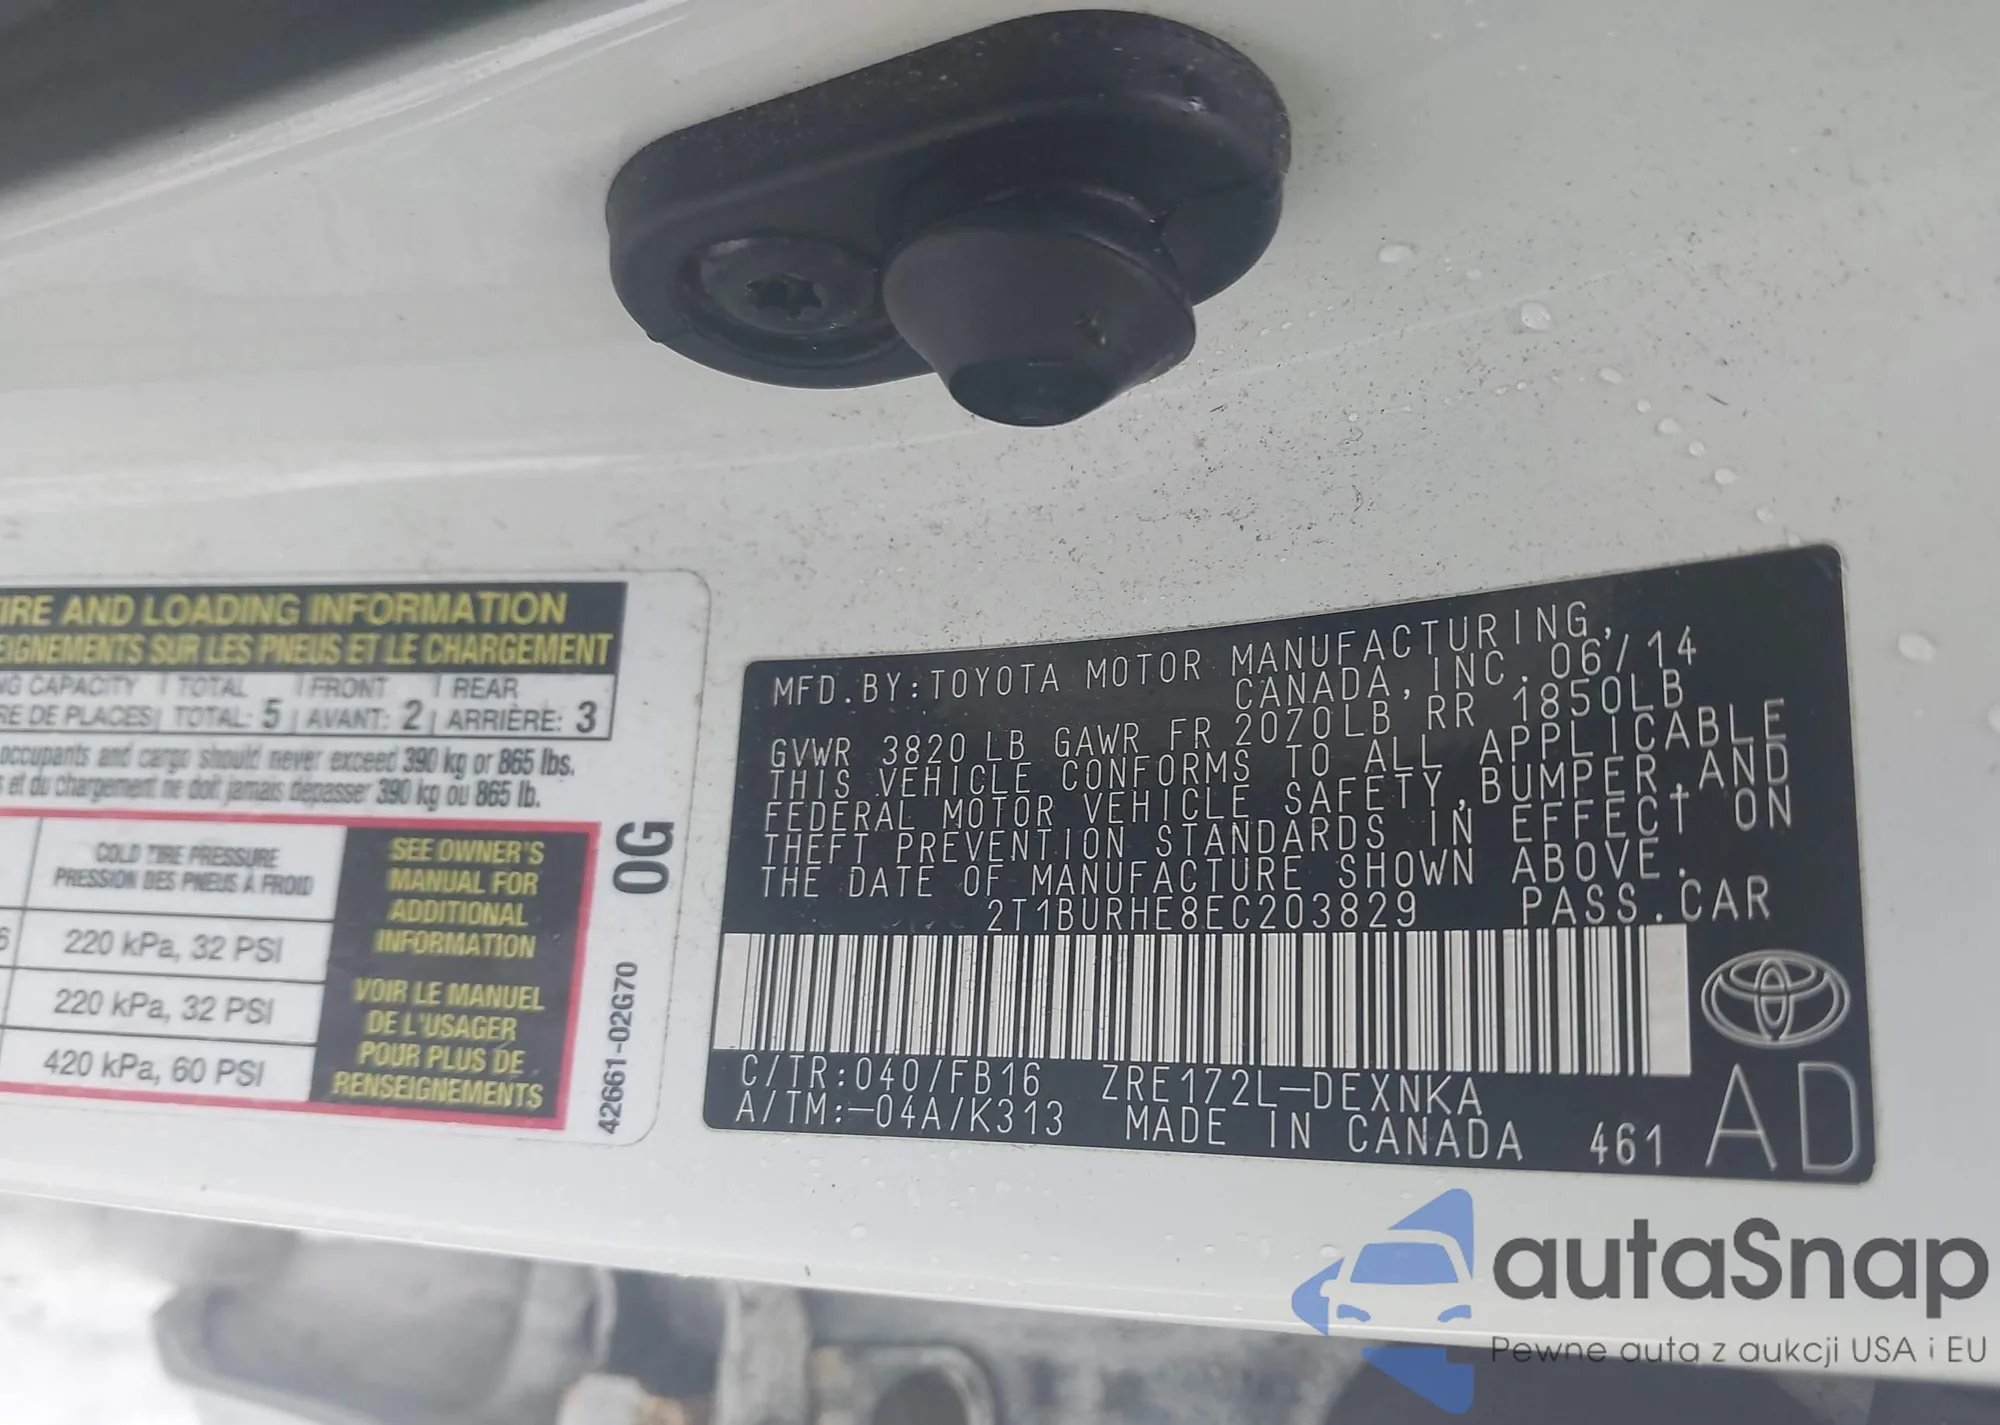 IRE AND LOADING INFORMATION
EIGNEMENTS SUR LES PNEUS ET LE CHARGEMENT
NG CAPACITY TOTAL FRONT REAR
RE DE PLACES TOTAL: 5 AVANT: 2 ARRIÈRE: 3
occupants and cargo should never exceed 390 kg or 865 lbs.
s et du chargement ne doit jamais dépasser 390 kg ou 865 lb.
COLD TIRE PRESSURE
PRESSION DES PNEUS À FROID
6 220 kPa, 32 PSI
220 kPa, 32 PSI
420 kPa, 60 PSI
SEE OWNER'S
MANUAL FOR
ADDITIONAL
INFORMATION
VOIR LE MANUEL
DE L'USAGER
POUR PLUS DE
RENSEIGNEMENTS
0G
42661-02G70
MFD.BY:TOYOTA MOTOR MANUFACTURING,
CANADA, INC. 06/14
GVWR 3820 LB GAWR FR 2070LB RR 1850LB
THIS VEHICLE CONFORMS TO ALL APPLICABLE
FEDERAL MOTOR VEHICLE SAFETY,BUMPER,AND
THEFT PREVENTION STANDARDS IN EFFECT ON
THE DATE OF MANUFACTURE SHOWN ABOVE.
2T1BURHE8EC203829 PASS.CAR
C/TR:040/FB16 ZRE172L-DEXNKA
A/TM:-04A/K313 MADE IN CANADA 461
AD
autaSnap
Pewne auta z aukcji USA i EU